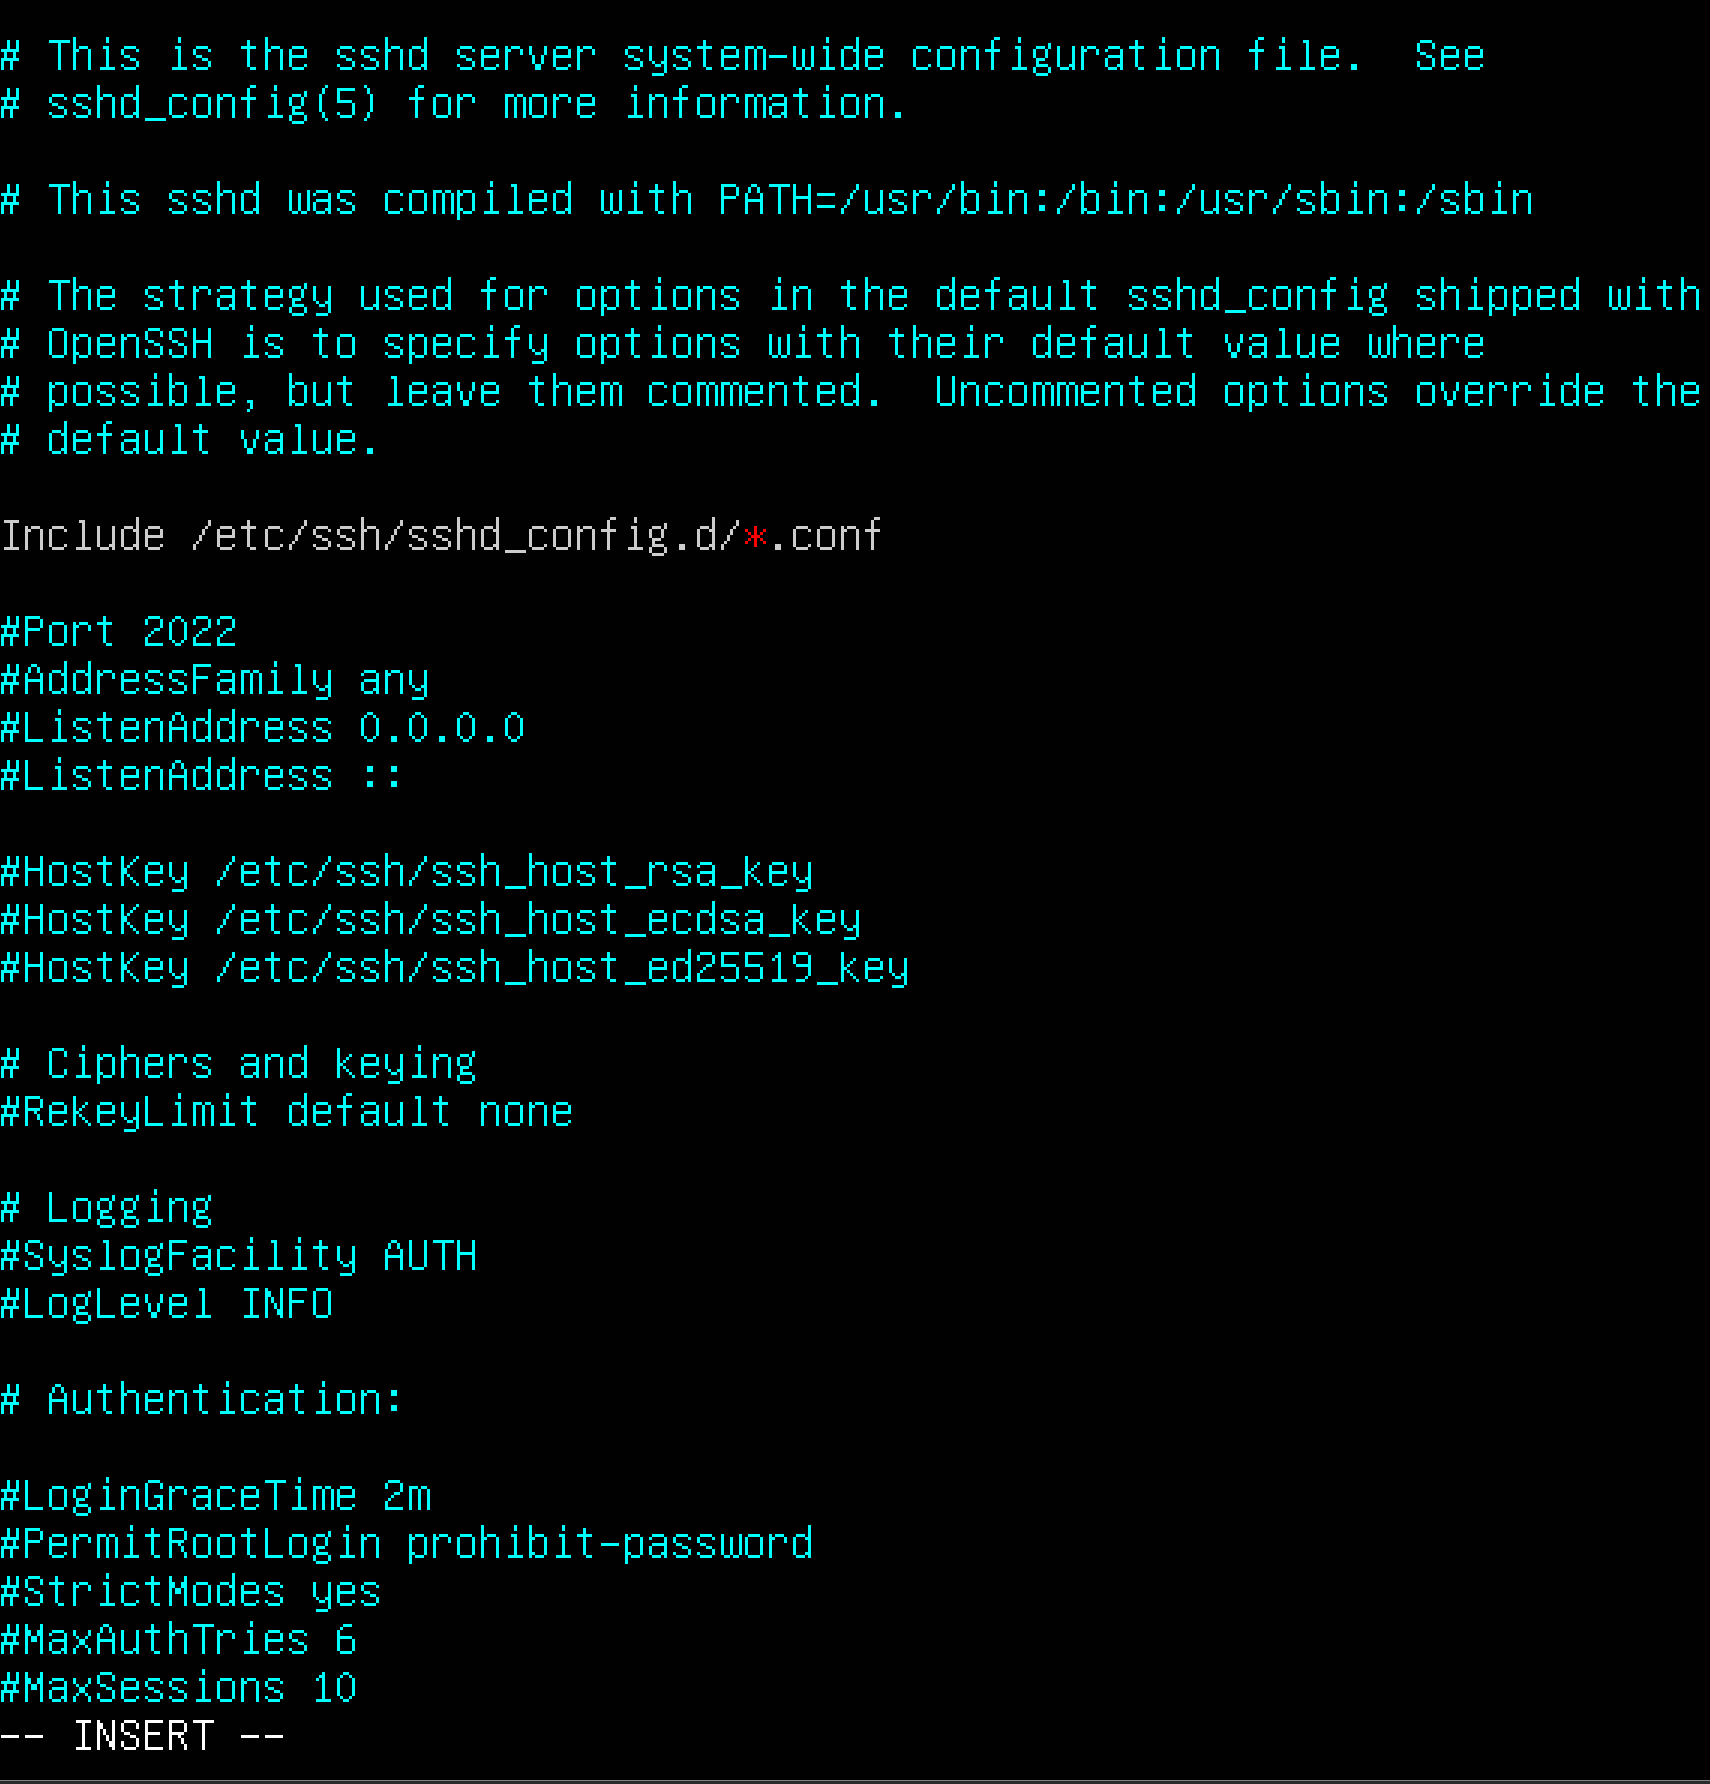 # This is the sshd server system-wide configuration file.  See
# sshd_config(5) for more information.
# This sshd was compiled with PATH=/usr/bin:/bin:/usr/sbin:/sbin
# The strategy used for options in the default sshd_config shipped with
# OpenSSH is to specify options with their default value where
# possible, but leave them commented.  Uncommented options override the
# default value.
Include /etc/ssh/sshd_config.d/*.conf
#Port 2022
#AddressFamily any
#ListenAddress 0.0.0.0
#ListenAddress ::
#HostKey /etc/ssh/ssh_host_rsa_key
#HostKey /etc/ssh/ssh_host_ecdsa_key
#HostKey /etc/ssh/ssh_host_ed25519_key
# Ciphers and keying
#RekeyLimit default none
# Logging
#SyslogFacility AUTH
#LogLevel INFO
# Authentication:
#LoginGraceTime 2m
#PermitRootLogin prohibit-password
#StrictModes yes
#MaxAuthTries 6
#MaxSessions 10
-- INSERT --